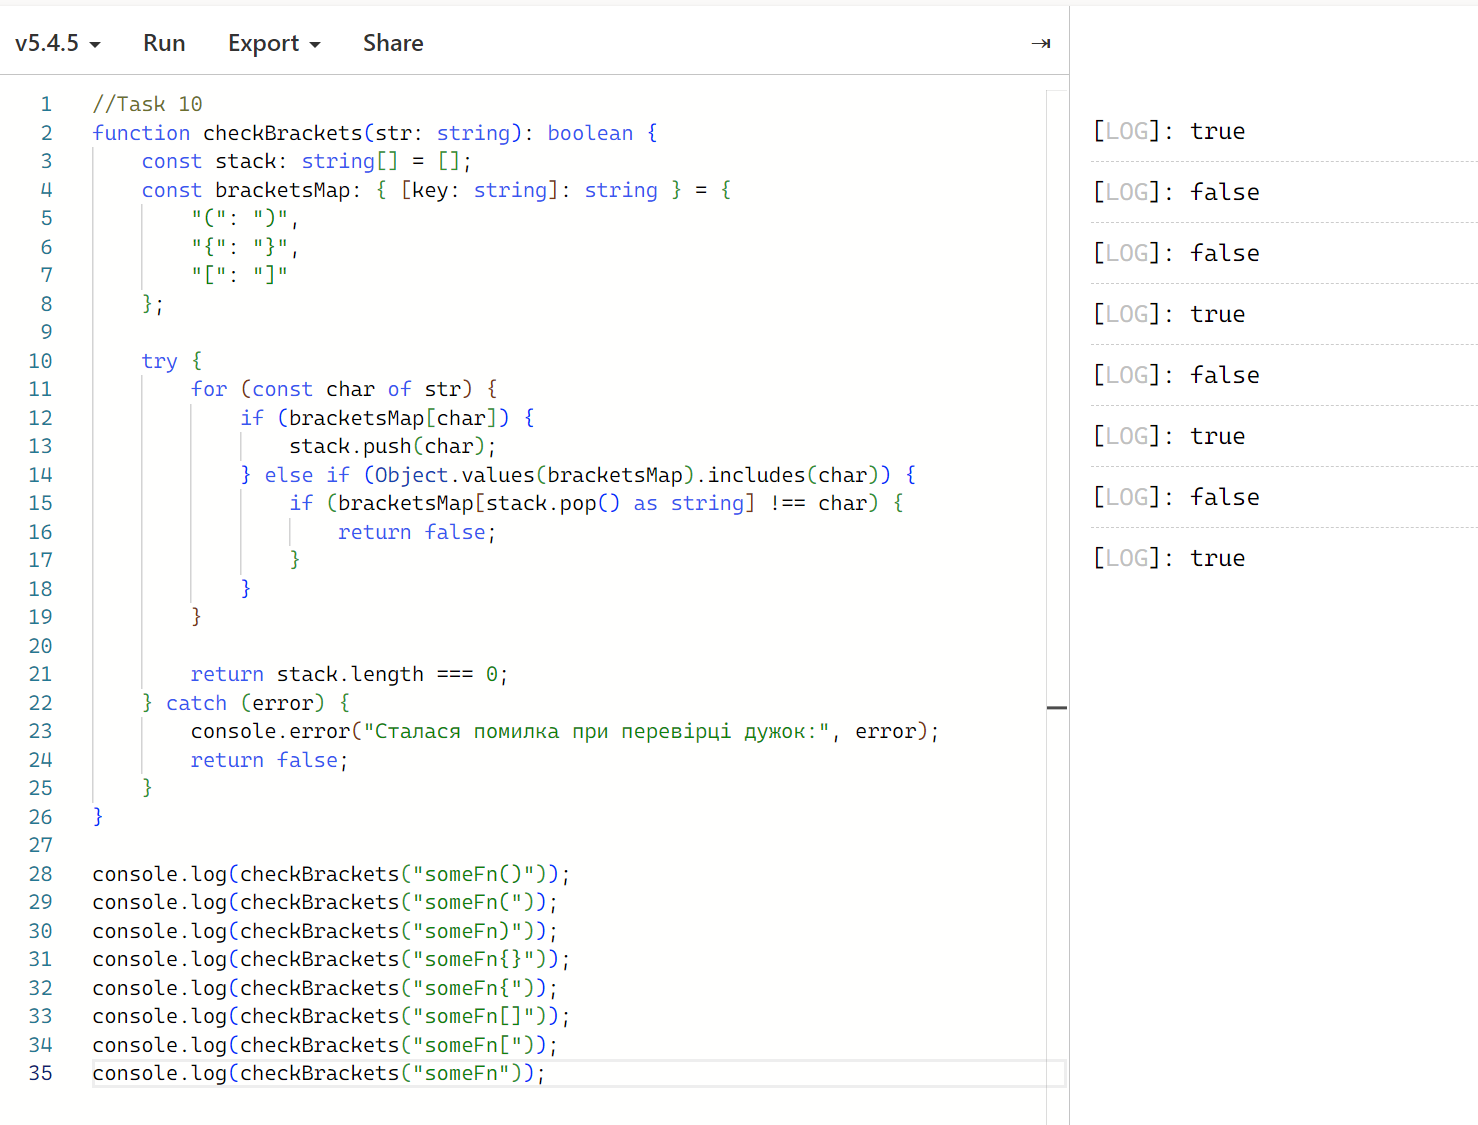 v5.4.5 Run Export Share
1 //Task 10
2 function checkBrackets(str: string): boolean {
3     const stack: string[] = [];
4     const bracketsMap: { [key: string]: string } = {
5         "(": ")",
6         "{": "}",
7         "[": "]"
8     };
9
10     try {
11         for (const char of str) {
12             if (bracketsMap[char]) {
13                 stack.push(char);
14             } else if (Object.values(bracketsMap).includes(char)) {
15                 if (bracketsMap[stack.pop() as string] !== char) {
16                     return false;
17                 }
18             }
19         }
20
21         return stack.length === 0;
22     } catch (error) {
23         console.error("Сталася помилка при перевірці дужок:", error);
24         return false;
25     }
26 }
27
28 console.log(checkBrackets("someFn()"));
29 console.log(checkBrackets("someFn("));
30 console.log(checkBrackets("someFn)"));
31 console.log(checkBrackets("someFn{}"));
32 console.log(checkBrackets("someFn{"));
33 console.log(checkBrackets("someFn[]"));
34 console.log(checkBrackets("someFn["));
35 console.log(checkBrackets("someFn"));
[LOG]: true
[LOG]: false
[LOG]: false
[LOG]: true
[LOG]: false
[LOG]: true
[LOG]: false
[LOG]: true